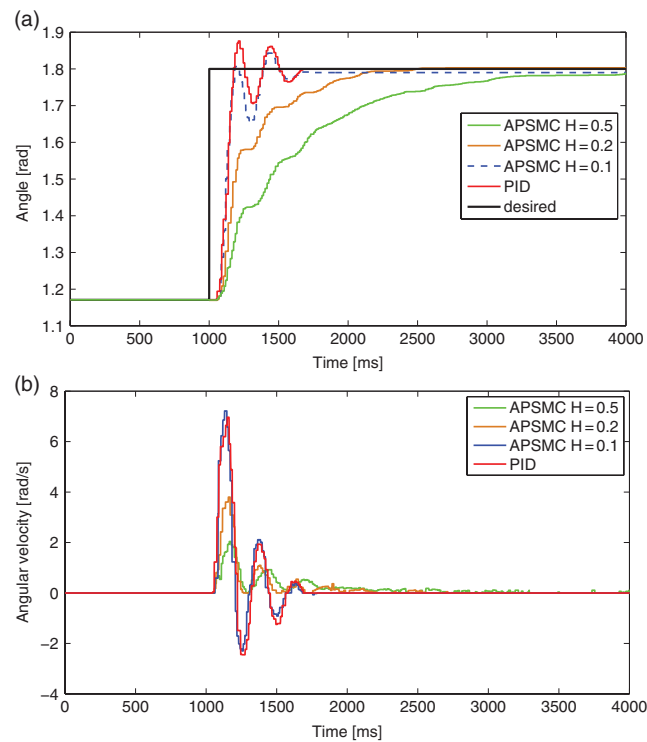 (a)
1.9
1.8
1.7
1.6
1.5
1.4
1.3
1.2
1.1
Angle [rad]
APSMC H=0.5
APSMC H=0.2
APSMC H=0.1
PID
desired
0 500 1000 1500 2000 2500 3000 3500 4000
Time [ms]
(b)
8
6
4
2
0
−2
−4
Angular velocity [rad/s]
APSMC H=0.5
APSMC H=0.2
APSMC H=0.1
PID
0 500 1000 1500 2000 2500 3000 3500 4000
Time [ms]